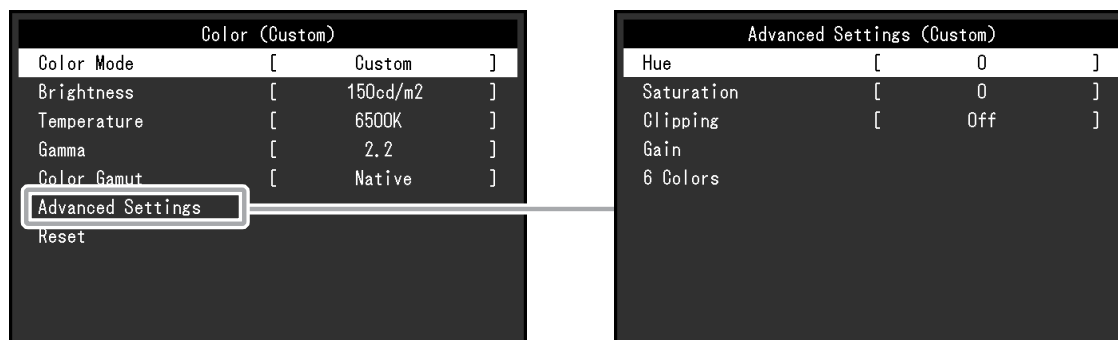 Color (Custom)
Color Mode [ Custom ]
Brightness [ 150cd/m2 ]
Temperature [ 6500K ]
Gamma [ 2.2 ]
Color Gamut [ Native ]
Advanced Settings
Reset
Advanced Settings (Custom)
Hue [ 0 ]
Saturation [ 0 ]
Clipping [ Off ]
Gain
6 Colors